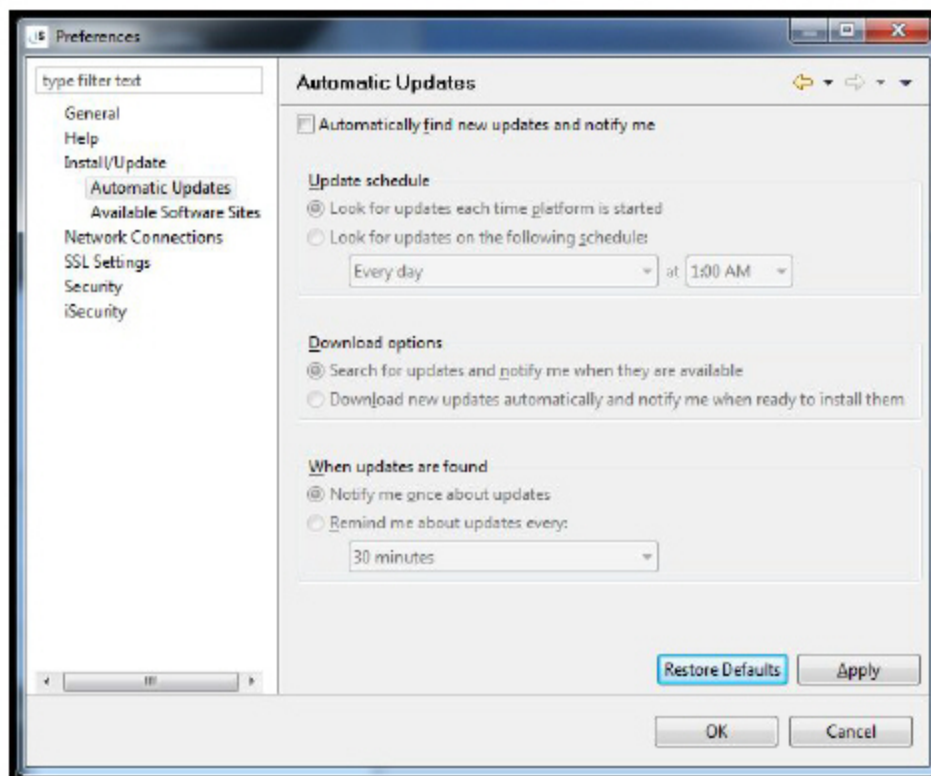 Preferences
type filter text
General
Help
Install/Update
Automatic Updates
Available Software Sites
Network Connections
SSL Settings
Security
iSecurity
Automatic Updates
Automatically find new updates and notify me
Update schedule
Look for updates each time platform is started
Look for updates on the following schedule:
Every day at 1:00 AM
Download options
Search for updates and notify me when they are available
Download new updates automatically and notify me when ready to install them
When updates are found
Notify me once about updates
Remind me about updates every:
30 minutes
Restore Defaults Apply
OK Cancel